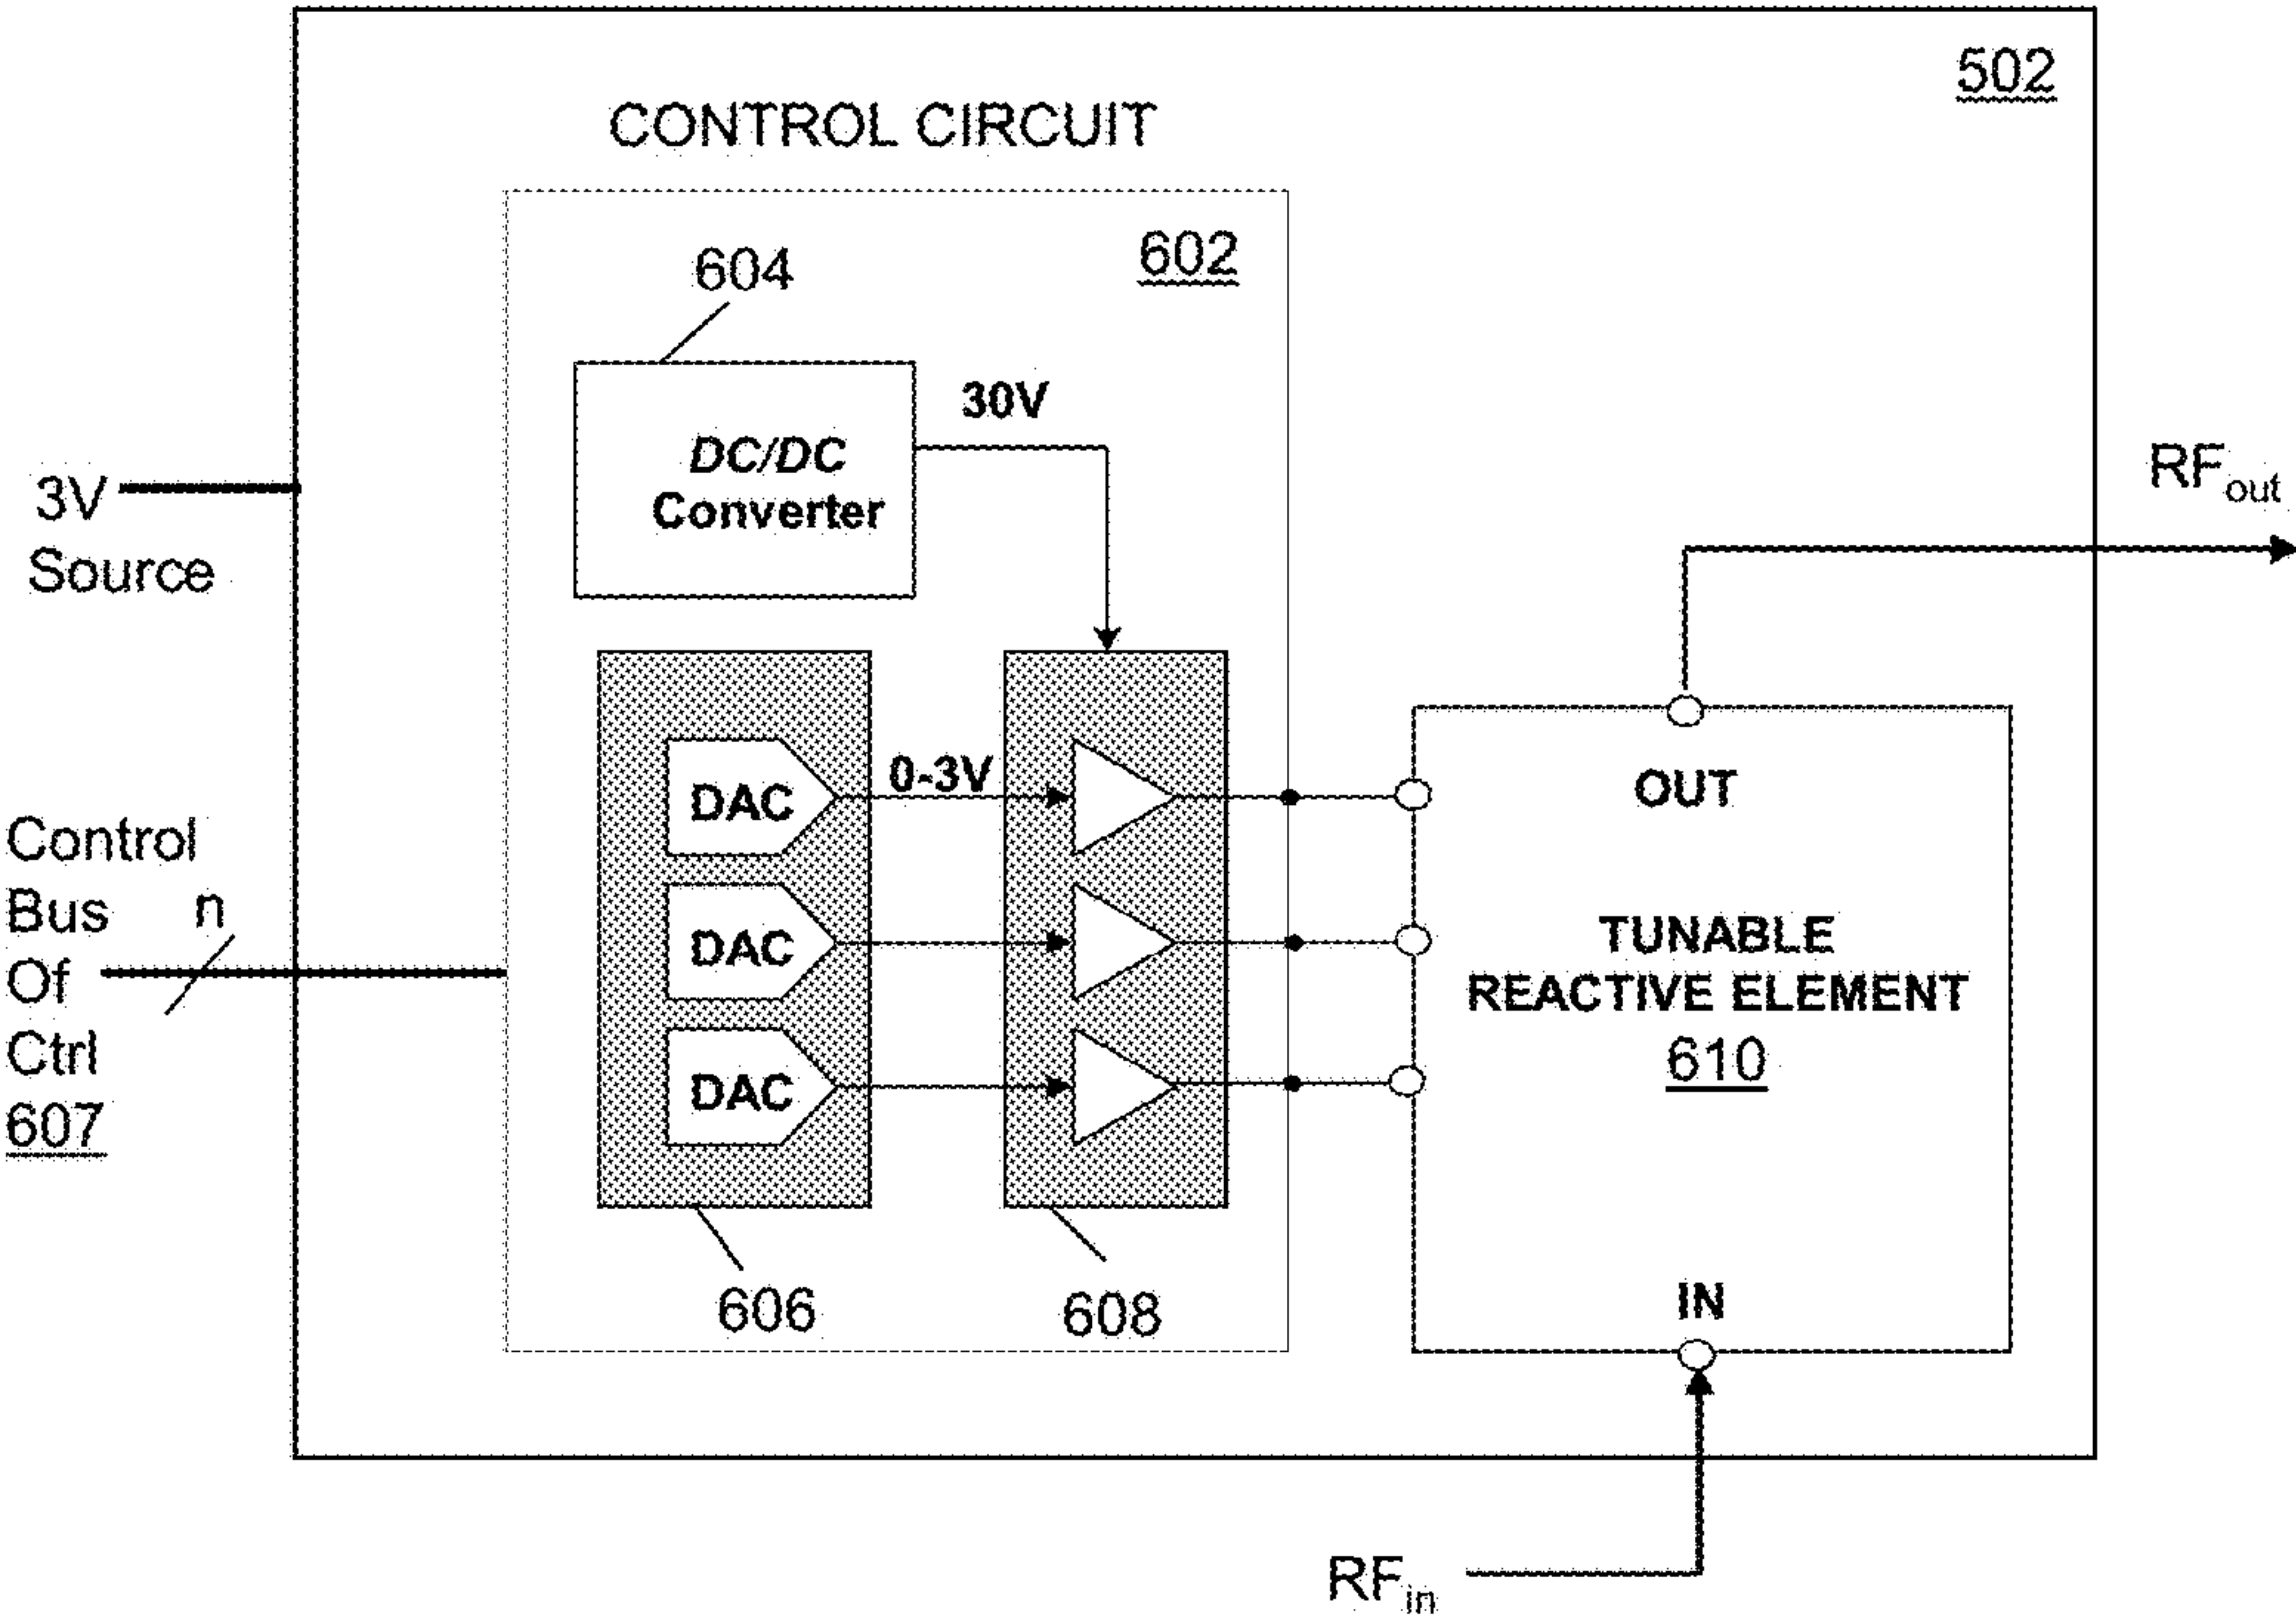 502
CONTROL CIRCUIT
602
604
30V
DC/DC
Converter
3V
Source
RFout
0-3V
DAC
DAC
DAC
OUT
TUNABLE
REACTIVE ELEMENT
610
IN
Control
Bus
n
Of
Ctrl
607
606
608
RFin